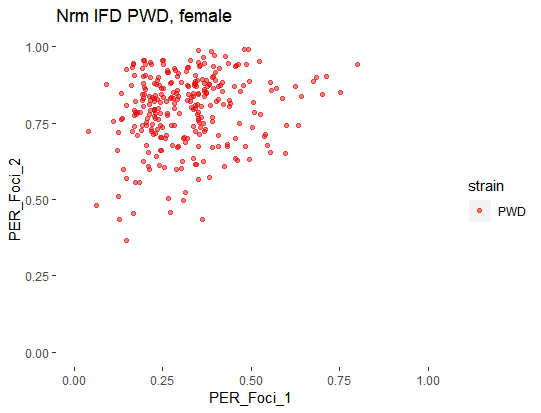 Nrm IFD PWD, female
1.00
0.75
0.50
0.25
0.00
PER_Foci_2
0.00 0.25 0.50 0.75 1.00
PER_Foci_1
strain
PWD